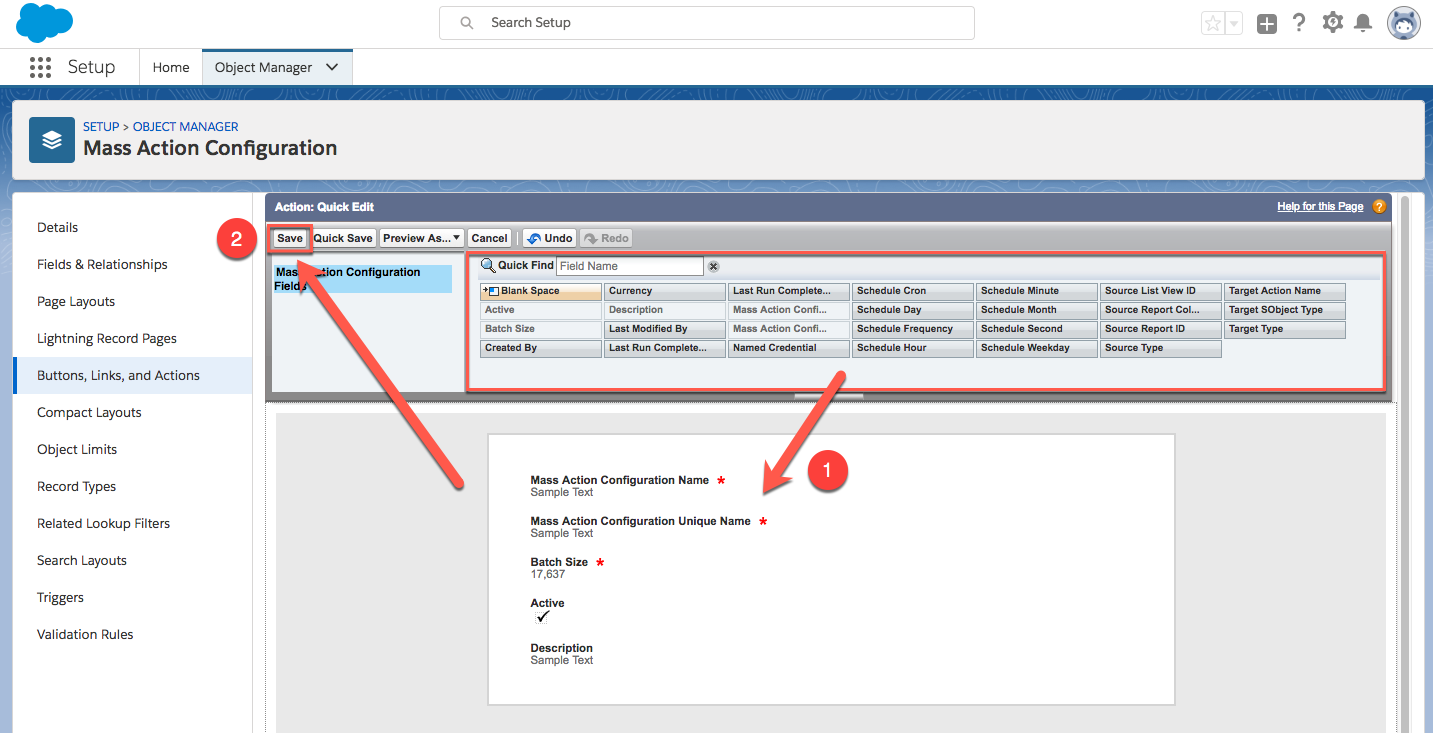 Search Setup
Setup
Home
Object Manager
SETUP > OBJECT MANAGER
Mass Action Configuration
Details
Fields & Relationships
Page Layouts
Lightning Record Pages
Buttons, Links, and Actions
Compact Layouts
Object Limits
Record Types
Related Lookup Filters
Search Layouts
Triggers
Validation Rules
Action: Quick Edit
Help for this Page ?
2
Save Quick Save Preview As... Cancel Undo Redo
Mass Action Configuration
Fields
Quick Find Field Name
Blank Space Currency Last Run Complete... Schedule Cron Schedule Minute Source List View ID Target Action Name
Active Description Mass Action Confi... Schedule Day Schedule Month Source Report Col... Target SObject Type
Batch Size Last Modified By Mass Action Confi... Schedule Frequency Schedule Second Source Report ID Target Type
Created By Last Run Complete... Named Credential Schedule Hour Schedule Weekday Source Type
1
Mass Action Configuration Name *
Sample Text
Mass Action Configuration Unique Name *
Sample Text
Batch Size *
17,637
Active
Description
Sample Text